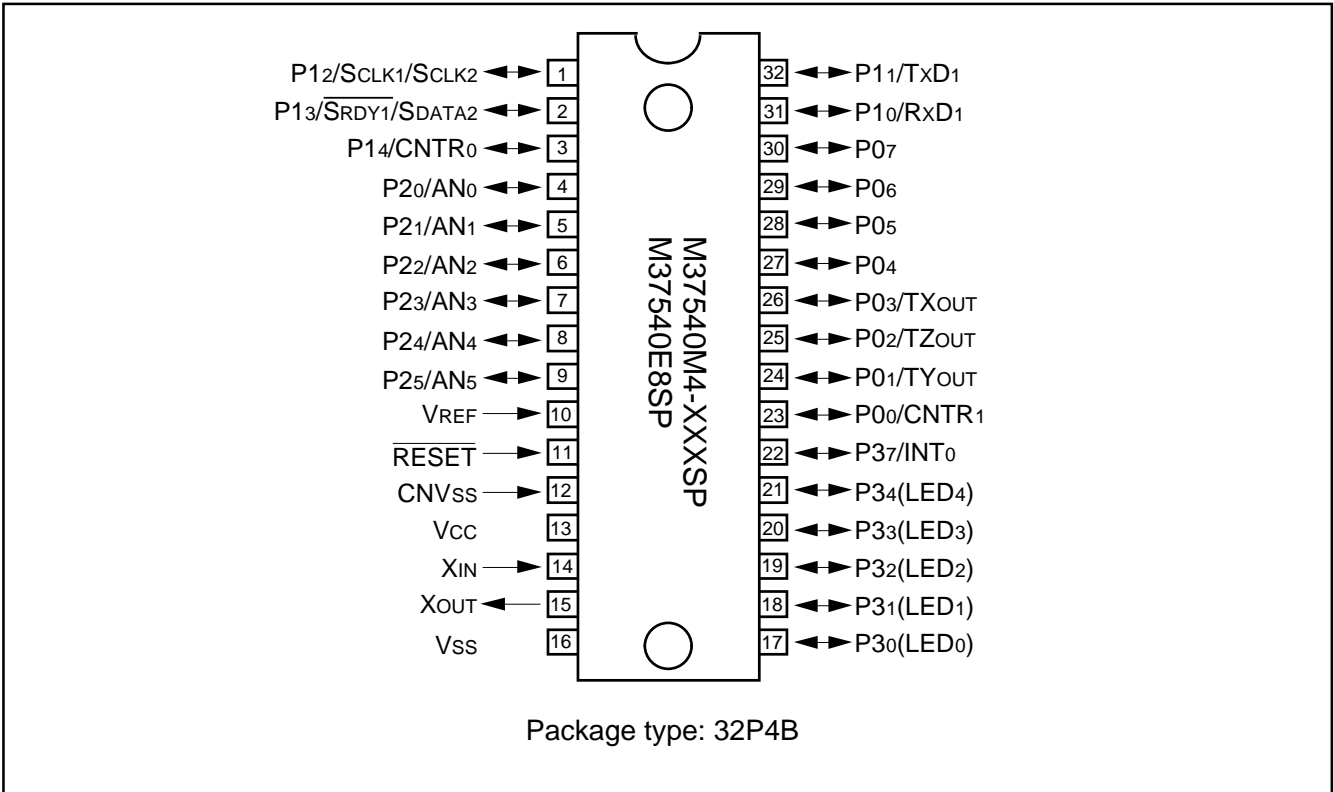 P12/SCLK1/SCLK2 1 32 P11/TxD1
P13/SRDY1/SDATA2 2 31 P10/RxD1
P14/CNTR0 3 30 P07
P20/AN0 4 29 P06
P21/AN1 5 28 P05
P22/AN2 6 27 P04
P23/AN3 7 26 P03/TXOUT
P24/AN4 8 25 P02/TZOUT
P25/AN5 9 24 P01/TYOUT
VREF 10 23 P00/CNTR1
RESET 11 22 P37/INT0
CNVSS 12 21 P34(LED4)
VCC 13 20 P33(LED3)
XIN 14 19 P32(LED2)
XOUT 15 18 P31(LED1)
VSS 16 17 P30(LED0)
M37540M4-XXXSP
M37540E8SP
Package type: 32P4B